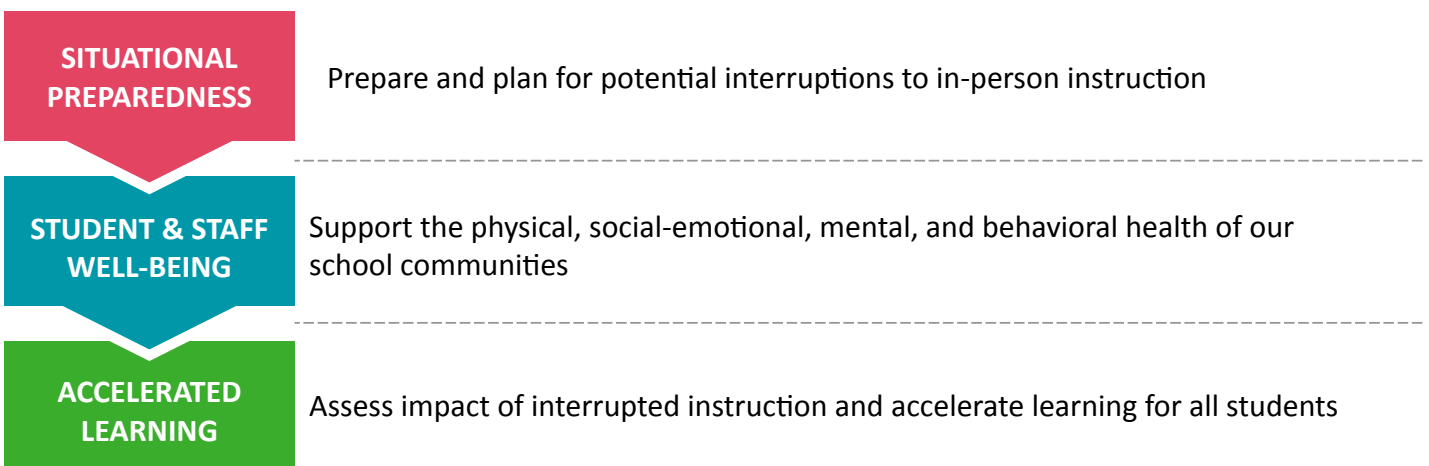 SITUATIONAL
PREPAREDNESS
Prepare and plan for potential interruptions to in-person instruction
STUDENT & STAFF
WELL-BEING
Support the physical, social-emotional, mental, and behavioral health of our
school communities
ACCELERATED
LEARNING
Assess impact of interrupted instruction and accelerate learning for all students